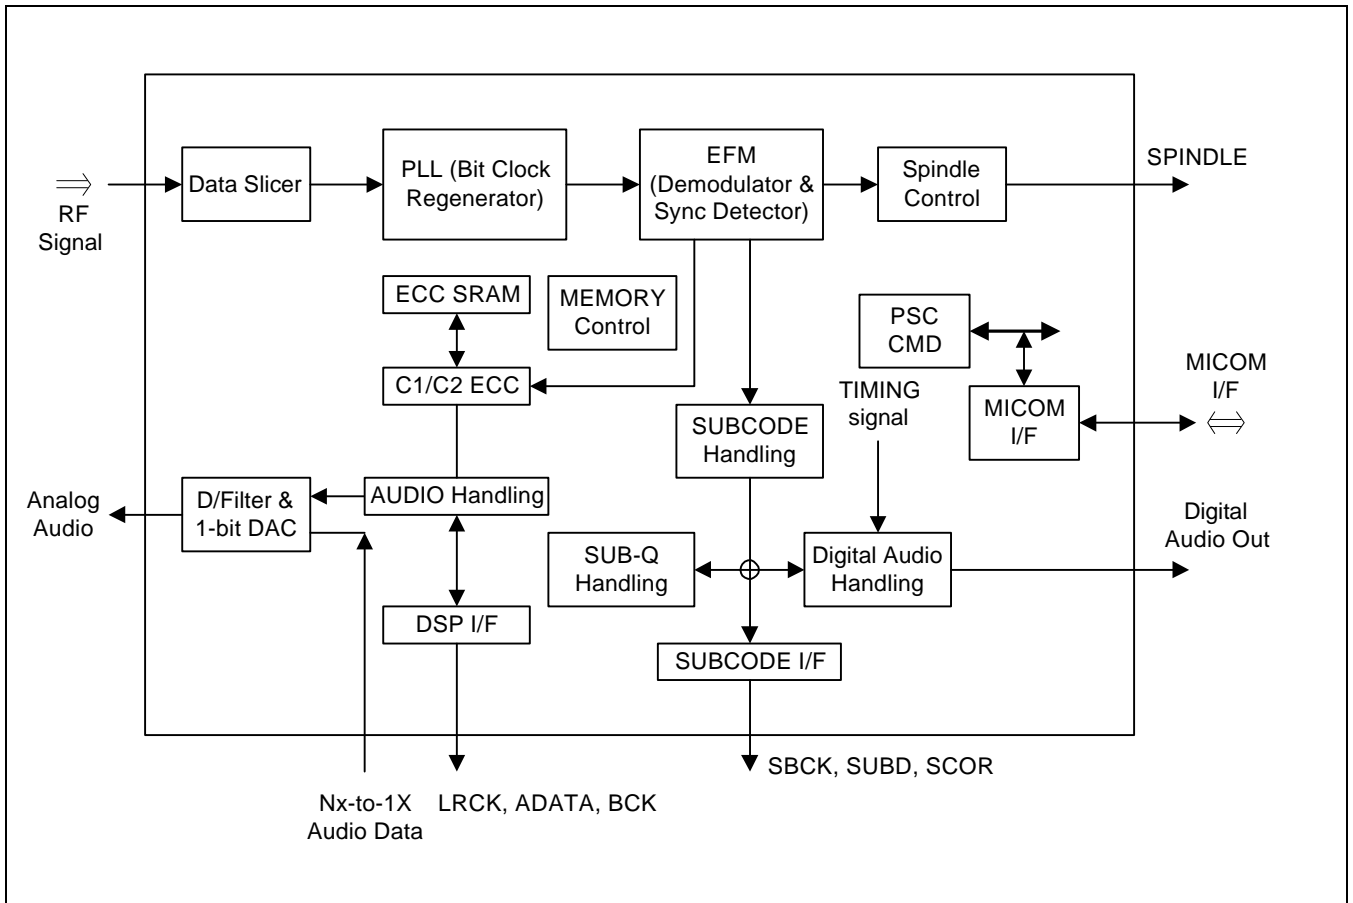 RF
Signal
Data Slicer
PLL (Bit Clock
Regenerator)
EFM
(Demodulator &
Sync Detector)
Spindle
Control
SPINDLE
ECC SRAM
MEMORY
Control
C1/C2 ECC
PSC
CMD
TIMING
signal
MICOM
I/F
MICOM
I/F
SUBCODE
Handling
Analog
Audio
D/Filter &
1-bit DAC
AUDIO Handling
SUB-Q
Handling
Digital Audio
Handling
Digital
Audio Out
DSP I/F
SUBCODE I/F
SBCK, SUBD, SCOR
Nx-to-1X
Audio Data
LRCK, ADATA, BCK